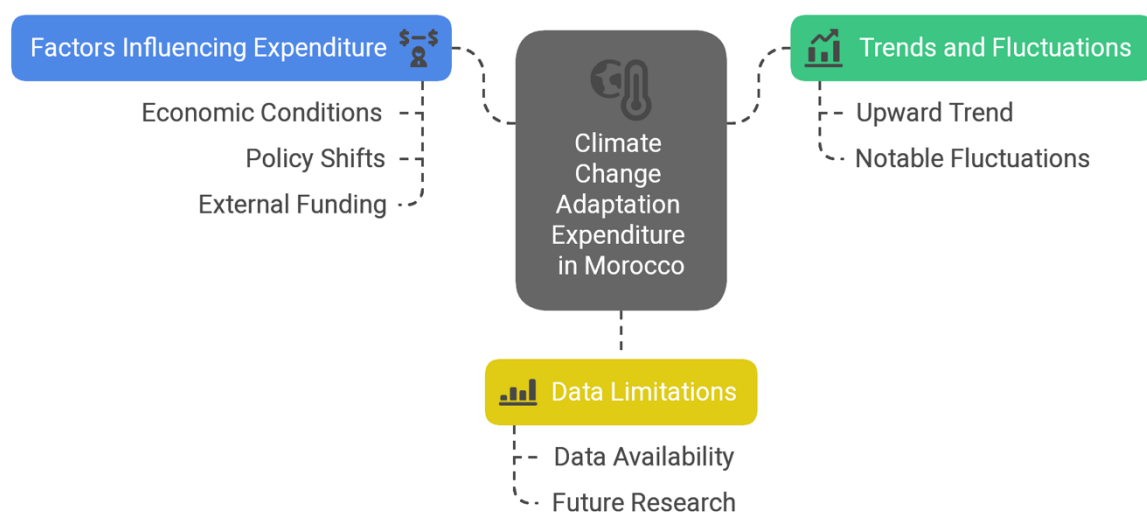 Factors Influencing Expenditure
Economic Conditions
Policy Shifts
External Funding
Climate
Change
Adaptation
Expenditure
in Morocco
Trends and Fluctuations
Upward Trend
Notable Fluctuations
Data Limitations
Data Availability
Future Research